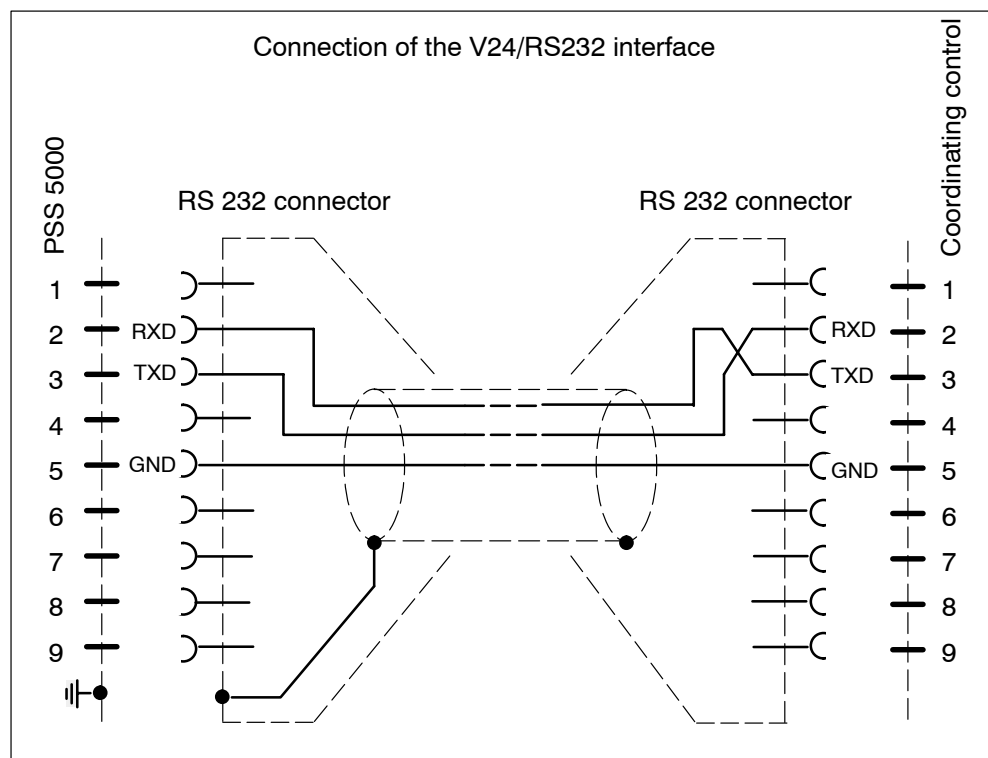 Connection of the V24/RS232 interface
PSS 5000
Coordinating control
RS 232 connector
RS 232 connector
1
1
2
RXD
RXD
2
3
TXD
TXD
3
4
4
5
GND
GND
5
6
6
7
7
8
8
9
9